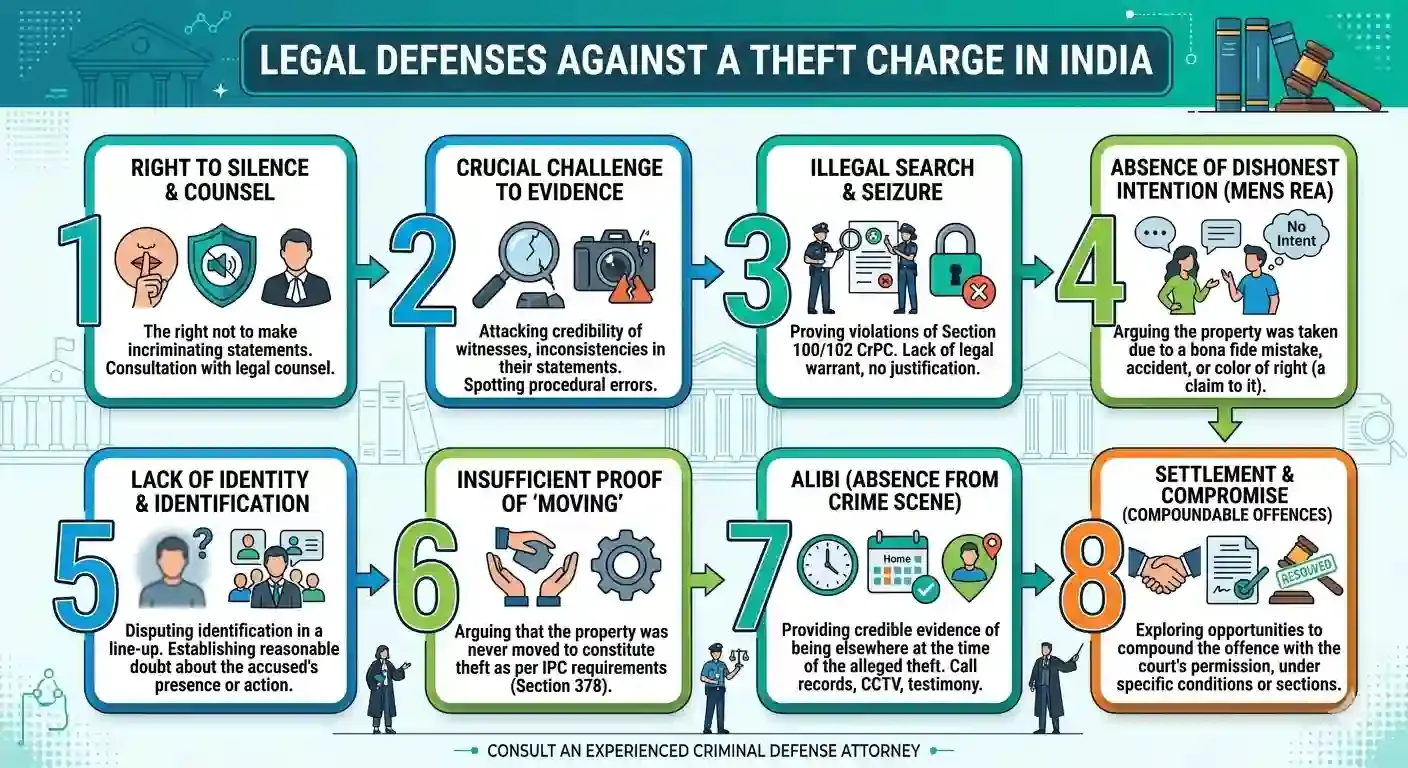 LEGAL DEFENSES AGAINST A THEFT CHARGE IN INDIA
1
RIGHT TO SILENCE
& COUNSEL
The right not to make
incriminating statements.
Consultation with legal counsel.
2
CRUCIAL CHALLENGE
TO EVIDENCE
Attacking credibility of
witnesses, inconsistencies in
their statements.
Spotting procedural errors.
3
ILLEGAL SEARCH
& SEIZURE
Proving violations of Section
100/102 CrPC. Lack of legal
warrant, no justification.
4
ABSENCE OF DISHONEST
INTENTION (MENS REA)
No
Intent
Arguing the property was taken
due to a bona fide mistake,
accident, or color of right (a
claim to it).
5
LACK OF IDENTITY
& IDENTIFICATION
?
Disputing identification in a
line-up. Establishing reasonable
doubt about the accused's
presence or action.
6
INSUFFICIENT PROOF
OF ‘MOVING’
Arguing that the property was
never moved to constitute
theft as per IPC requirements
(Section 378).
7
ALIBI (ABSENCE FROM
CRIME SCENE)
Home
Providing credible evidence of
being elsewhere at the time
of the alleged theft. Call
records, CCTV, testimony.
8
SETTLEMENT &
COMPROMISE
(COMPOUNDABLE OFFENCES)
Exploring opportunities to
compound the offence with the
court's permission, under
specific conditions or sections.
CONSULT AN EXPERIENCED CRIMINAL DEFENSE ATTORNEY